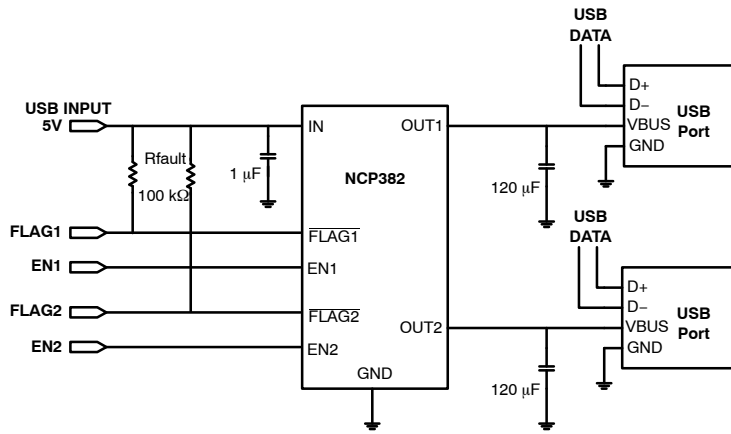 USB
DATA
D+
D−
VBUS
GND
USB
Port
USB INPUT
5V
Rfault
100 kΩ
1 μF
IN
OUT1
NCP382
120 μF
FLAG1
FLAG1
EN1
EN1
FLAG2
FLAG2
EN2
EN2
OUT2
GND
120 μF
USB
DATA
D+
D−
VBUS
GND
USB
Port